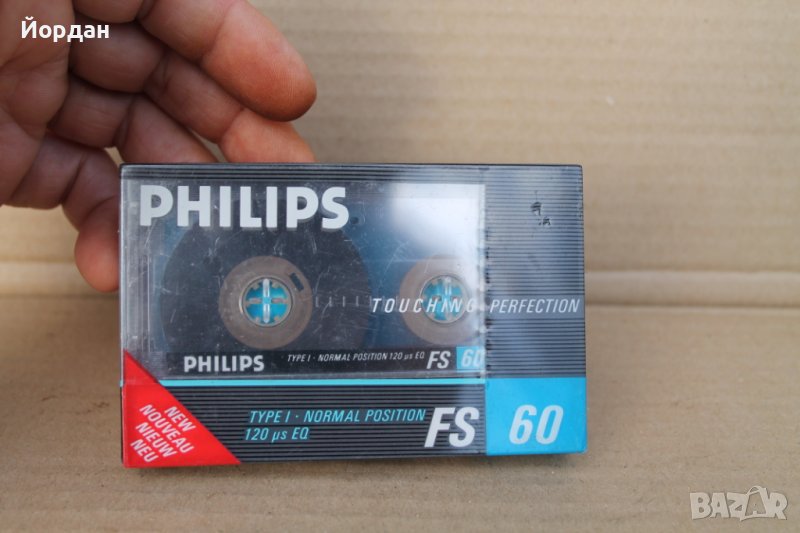 Йордан
PHILIPS
TOUCHING PERFECTION
PHILIPS TYPE I · NORMAL POSITION 120 µs EQ FS 60
NEW
NOUVEAU
NIEUW
NEU
TYPE I · NORMAL POSITION
120 µs EQ
FS 60
BAZAR